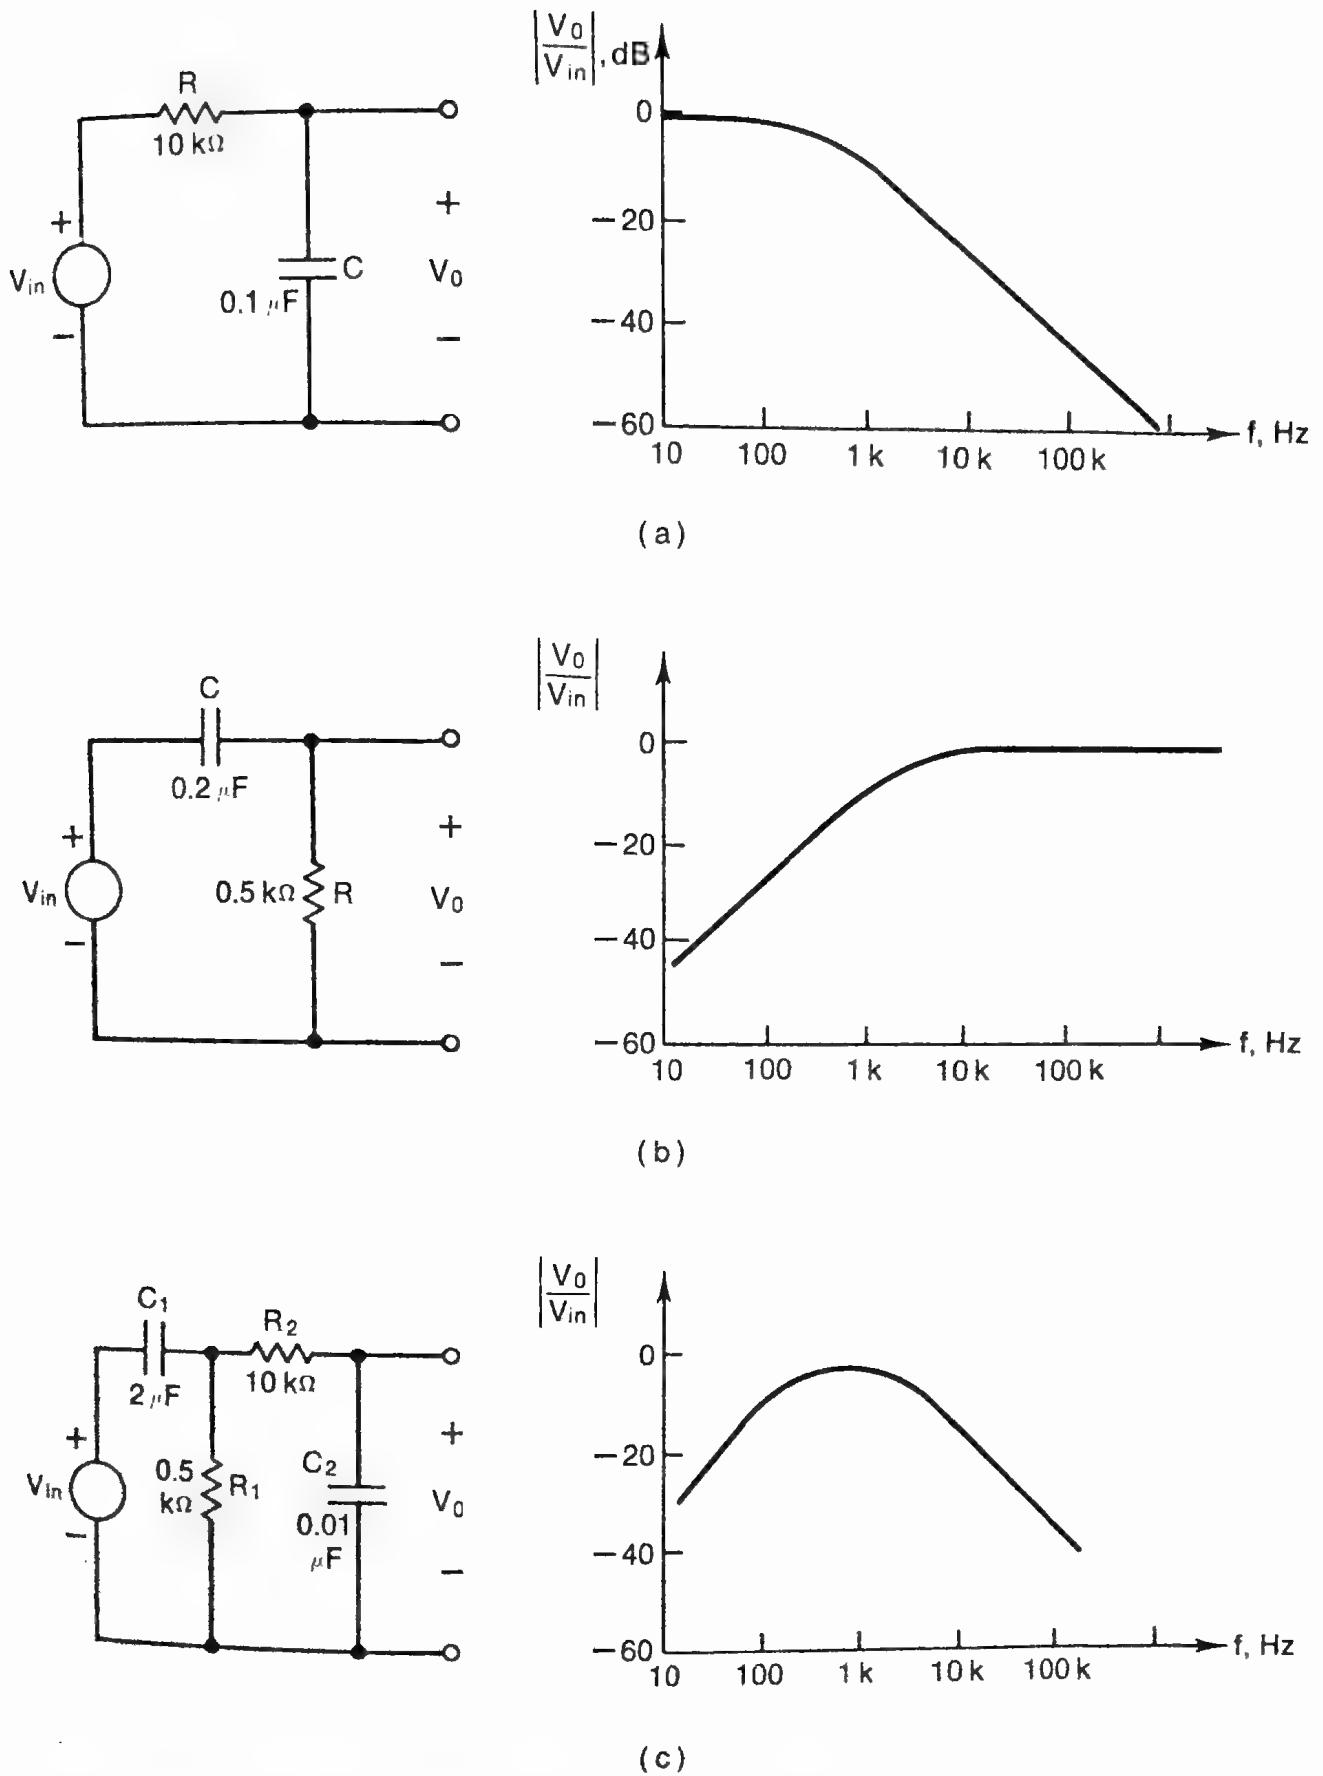 |V0/Vin|, dB
R
10 kΩ
+
Vin
−
C
0.1 μF
+
V0
−
0
−20
−40
−60
10 100 1 k 10 k 100 k
f, Hz
(a)
|V0/Vin|
C
0.2 μF
+
Vin
−
0.5 kΩ R
+
V0
−
0
−20
−40
−60
10 100 1 k 10 k 100 k
f, Hz
(b)
|V0/Vin|
C1
2 μF
R2
10 kΩ
+
Vin
−
0.5
kΩ
R1
C2
0.01
μF
+
V0
−
0
−20
−40
−60
10 100 1 k 10 k 100 k
f, Hz
(c)